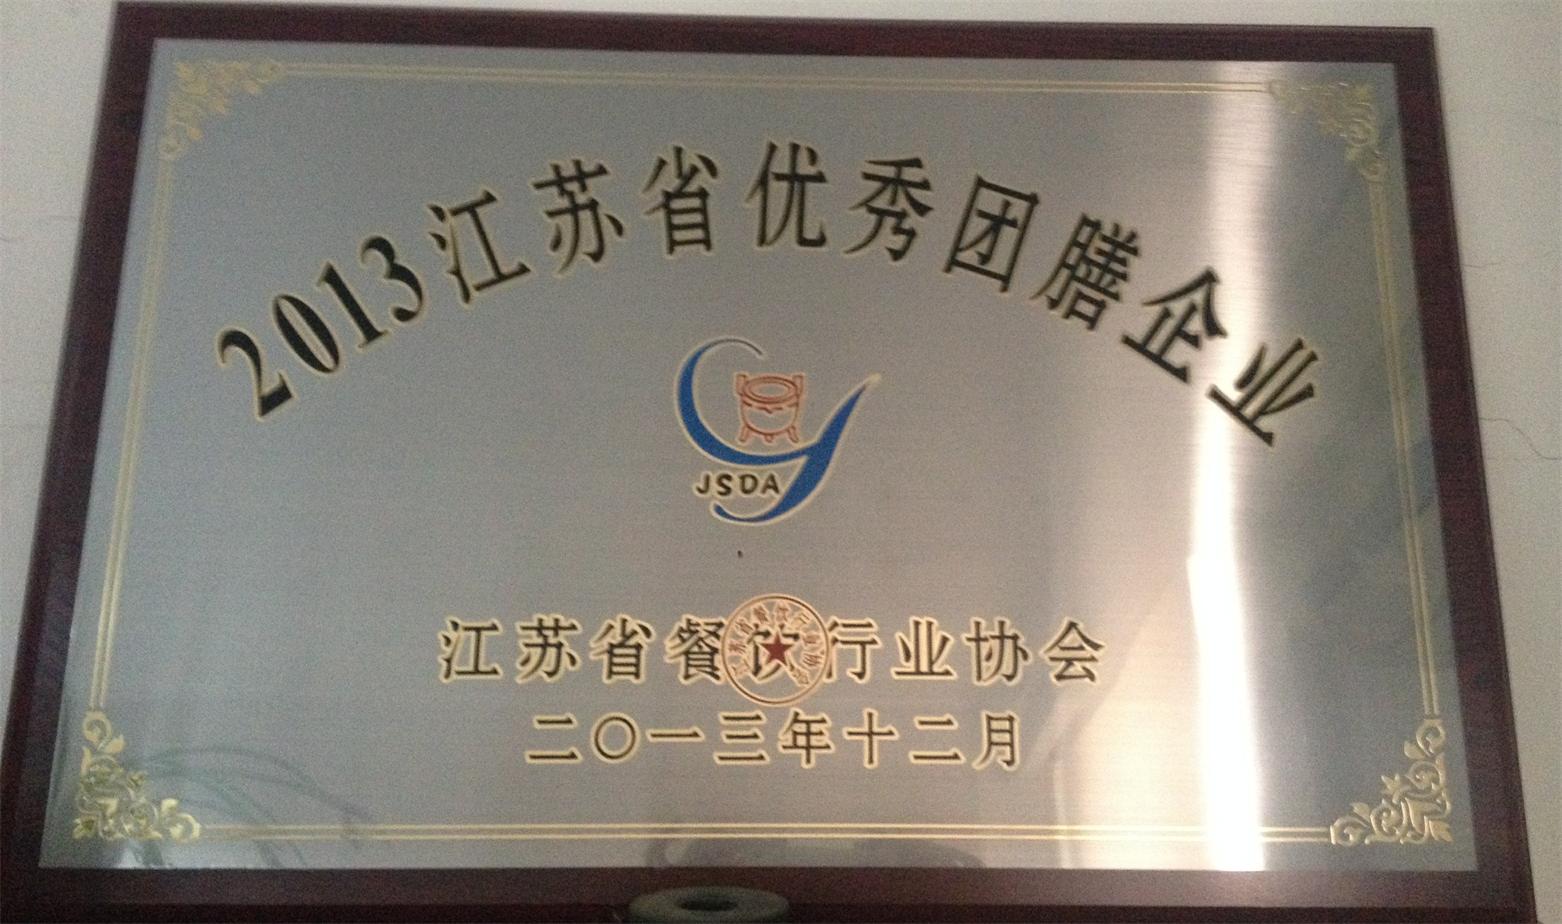 2013江苏省优秀团膳企业
JSDA
江苏省餐饮行业协会
二〇一三年十二月